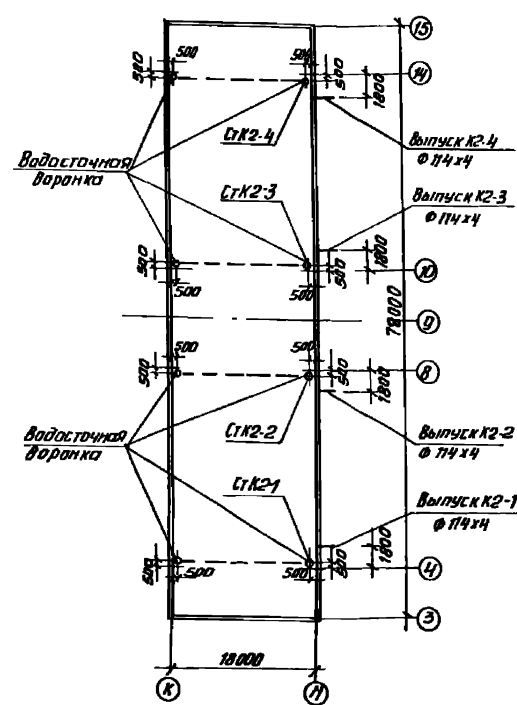 15
500
500
500
500
14
1800
СтК2-4
Выпуск К2-4
Ф 114х4
Водосточная
воронка
СтК2-3
Выпуск К2-3
Ф 114х4
1800
500
500
10
500
500
78000
9
500
500
8
500
500
1800
СтК2-2
Выпуск К2-2
Ф 114х4
Водосточная
воронка
СтК2-1
Выпуск К2-1
Ф 114х4
1800
500
500
500
500
4
3
18000
К
Н